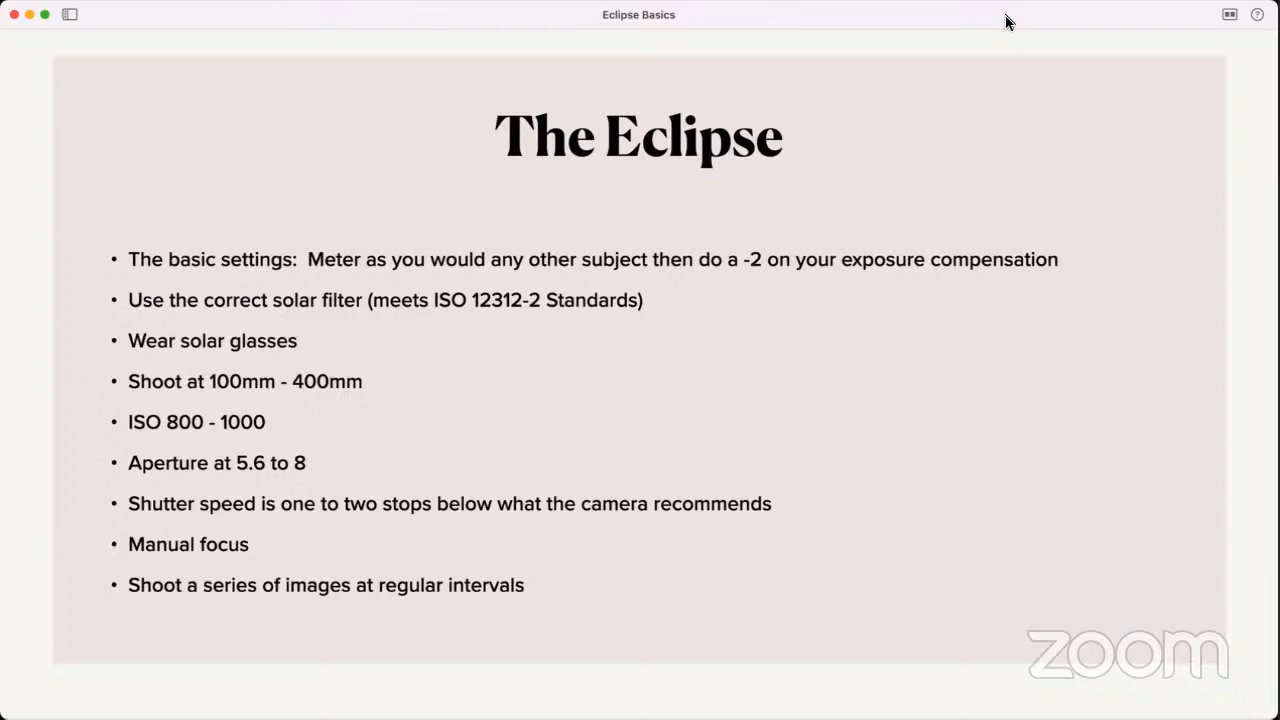 Eclipse Basics
The Eclipse
• The basic settings:  Meter as you would any other subject then do a -2 on your exposure compensation
• Use the correct solar filter (meets ISO 12312-2 Standards)
• Wear solar glasses
• Shoot at 100mm - 400mm
• ISO 800 - 1000
• Aperture at 5.6 to 8
• Shutter speed is one to two stops below what the camera recommends
• Manual focus
• Shoot a series of images at regular intervals
zoom